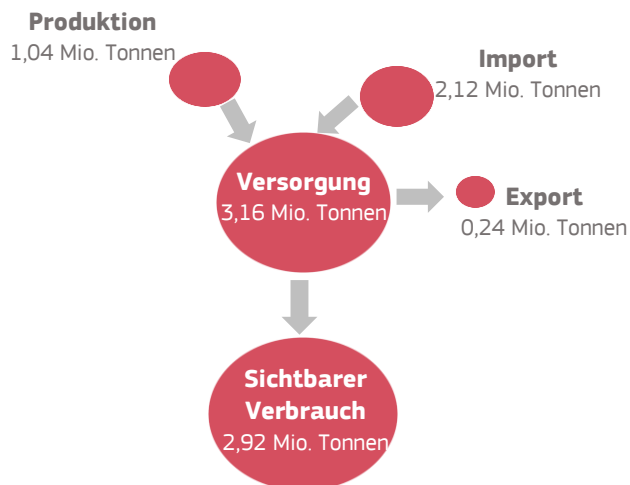 Produktion
1,04 Mio. Tonnen
Import
2,12 Mio. Tonnen
Versorgung
3,16 Mio. Tonnen
Export
0,24 Mio. Tonnen
Sichtbarer
Verbrauch
2,92 Mio. Tonnen